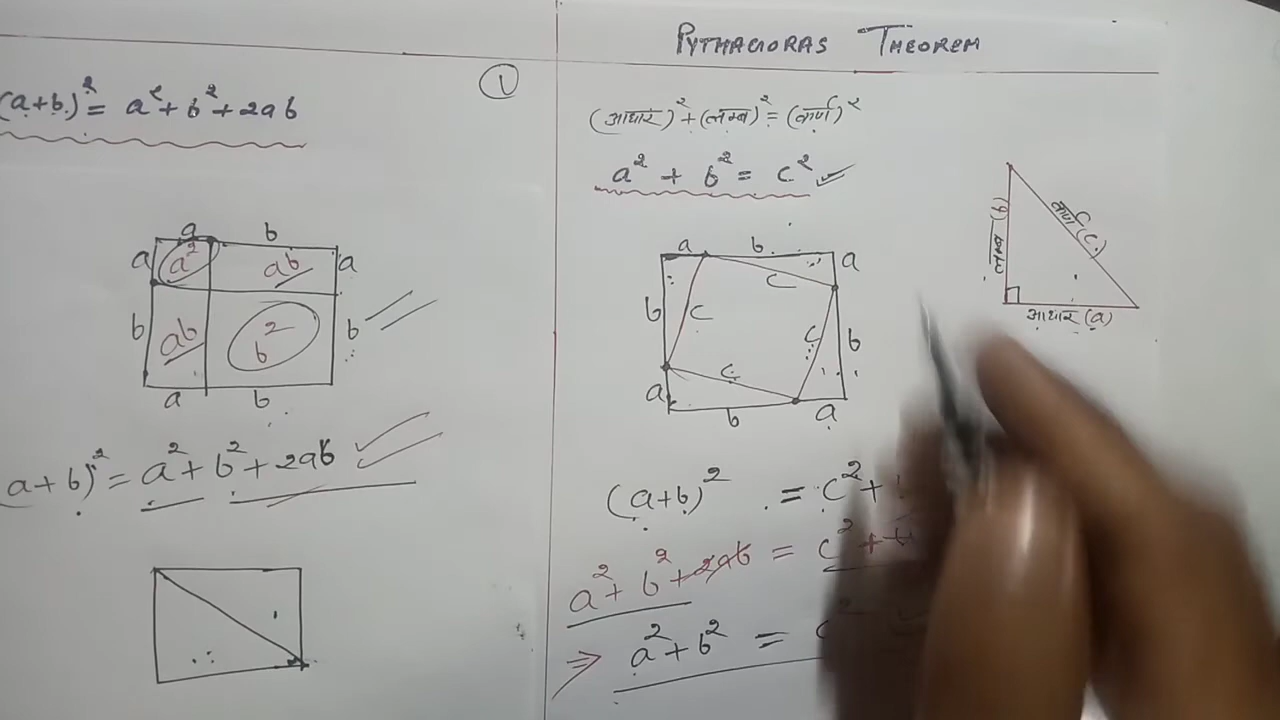 PYTHAGORAS THEOREM
(a+b)² = a²+b²+2ab
1
(आधार)²+(लम्ब)²=(कर्ण)²
a² + b² = c²
a b
a a² ab a
b ab b² b
a b
a b
a
c
b c
c b
c
a
b a
लम्ब (b)
कर्ण (c)
आधार (a)
(a+b)² = a²+b²+2ab
(a+b)² = c²+
a²+b²+2ab = c²+
⇒ a²+b² =